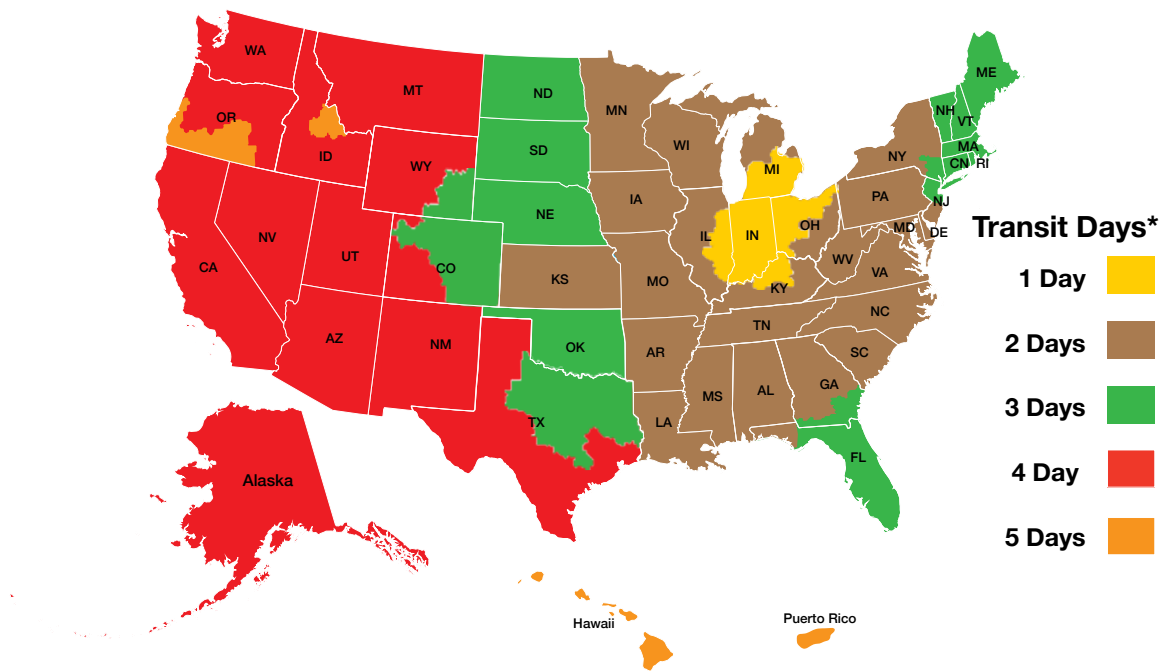 WA
MT
ND
MN
ME
OR
ID
WY
SD
WI
MI
NY
NH
VT
MA
CN
RI
NE
IA
PA
NJ
NV
UT
CO
KS
MO
IL
IN
OH
WV
MD
DE
VA
KY
CA
AZ
NM
OK
AR
TN
NC
SC
TX
LA
MS
AL
GA
FL
Alaska
Hawaii
Puerto Rico
Transit Days*
1 Day
2 Days
3 Days
4 Day
5 Days